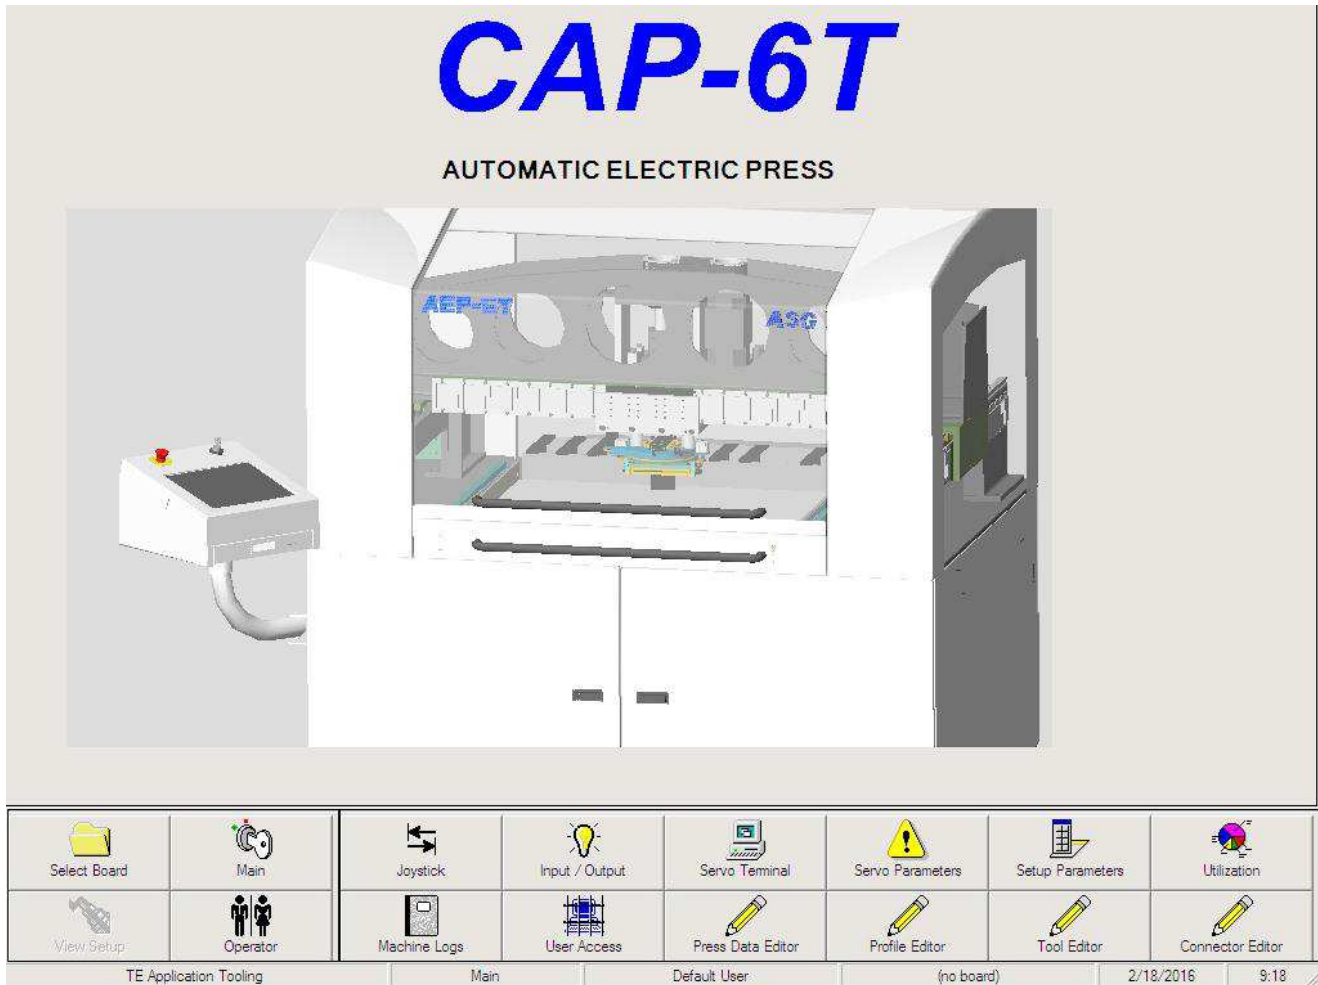 CAP-6T
AUTOMATIC ELECTRIC PRESS
AEP-6T
ASG
Select Board Main Joystick Input / Output Servo Terminal Servo Parameters Setup Parameters Utilization
View Setup Operator Machine Logs User Access Press Data Editor Profile Editor Tool Editor Connector Editor
TE Application Tooling Main Default User (no board) 2/18/2016 9:18